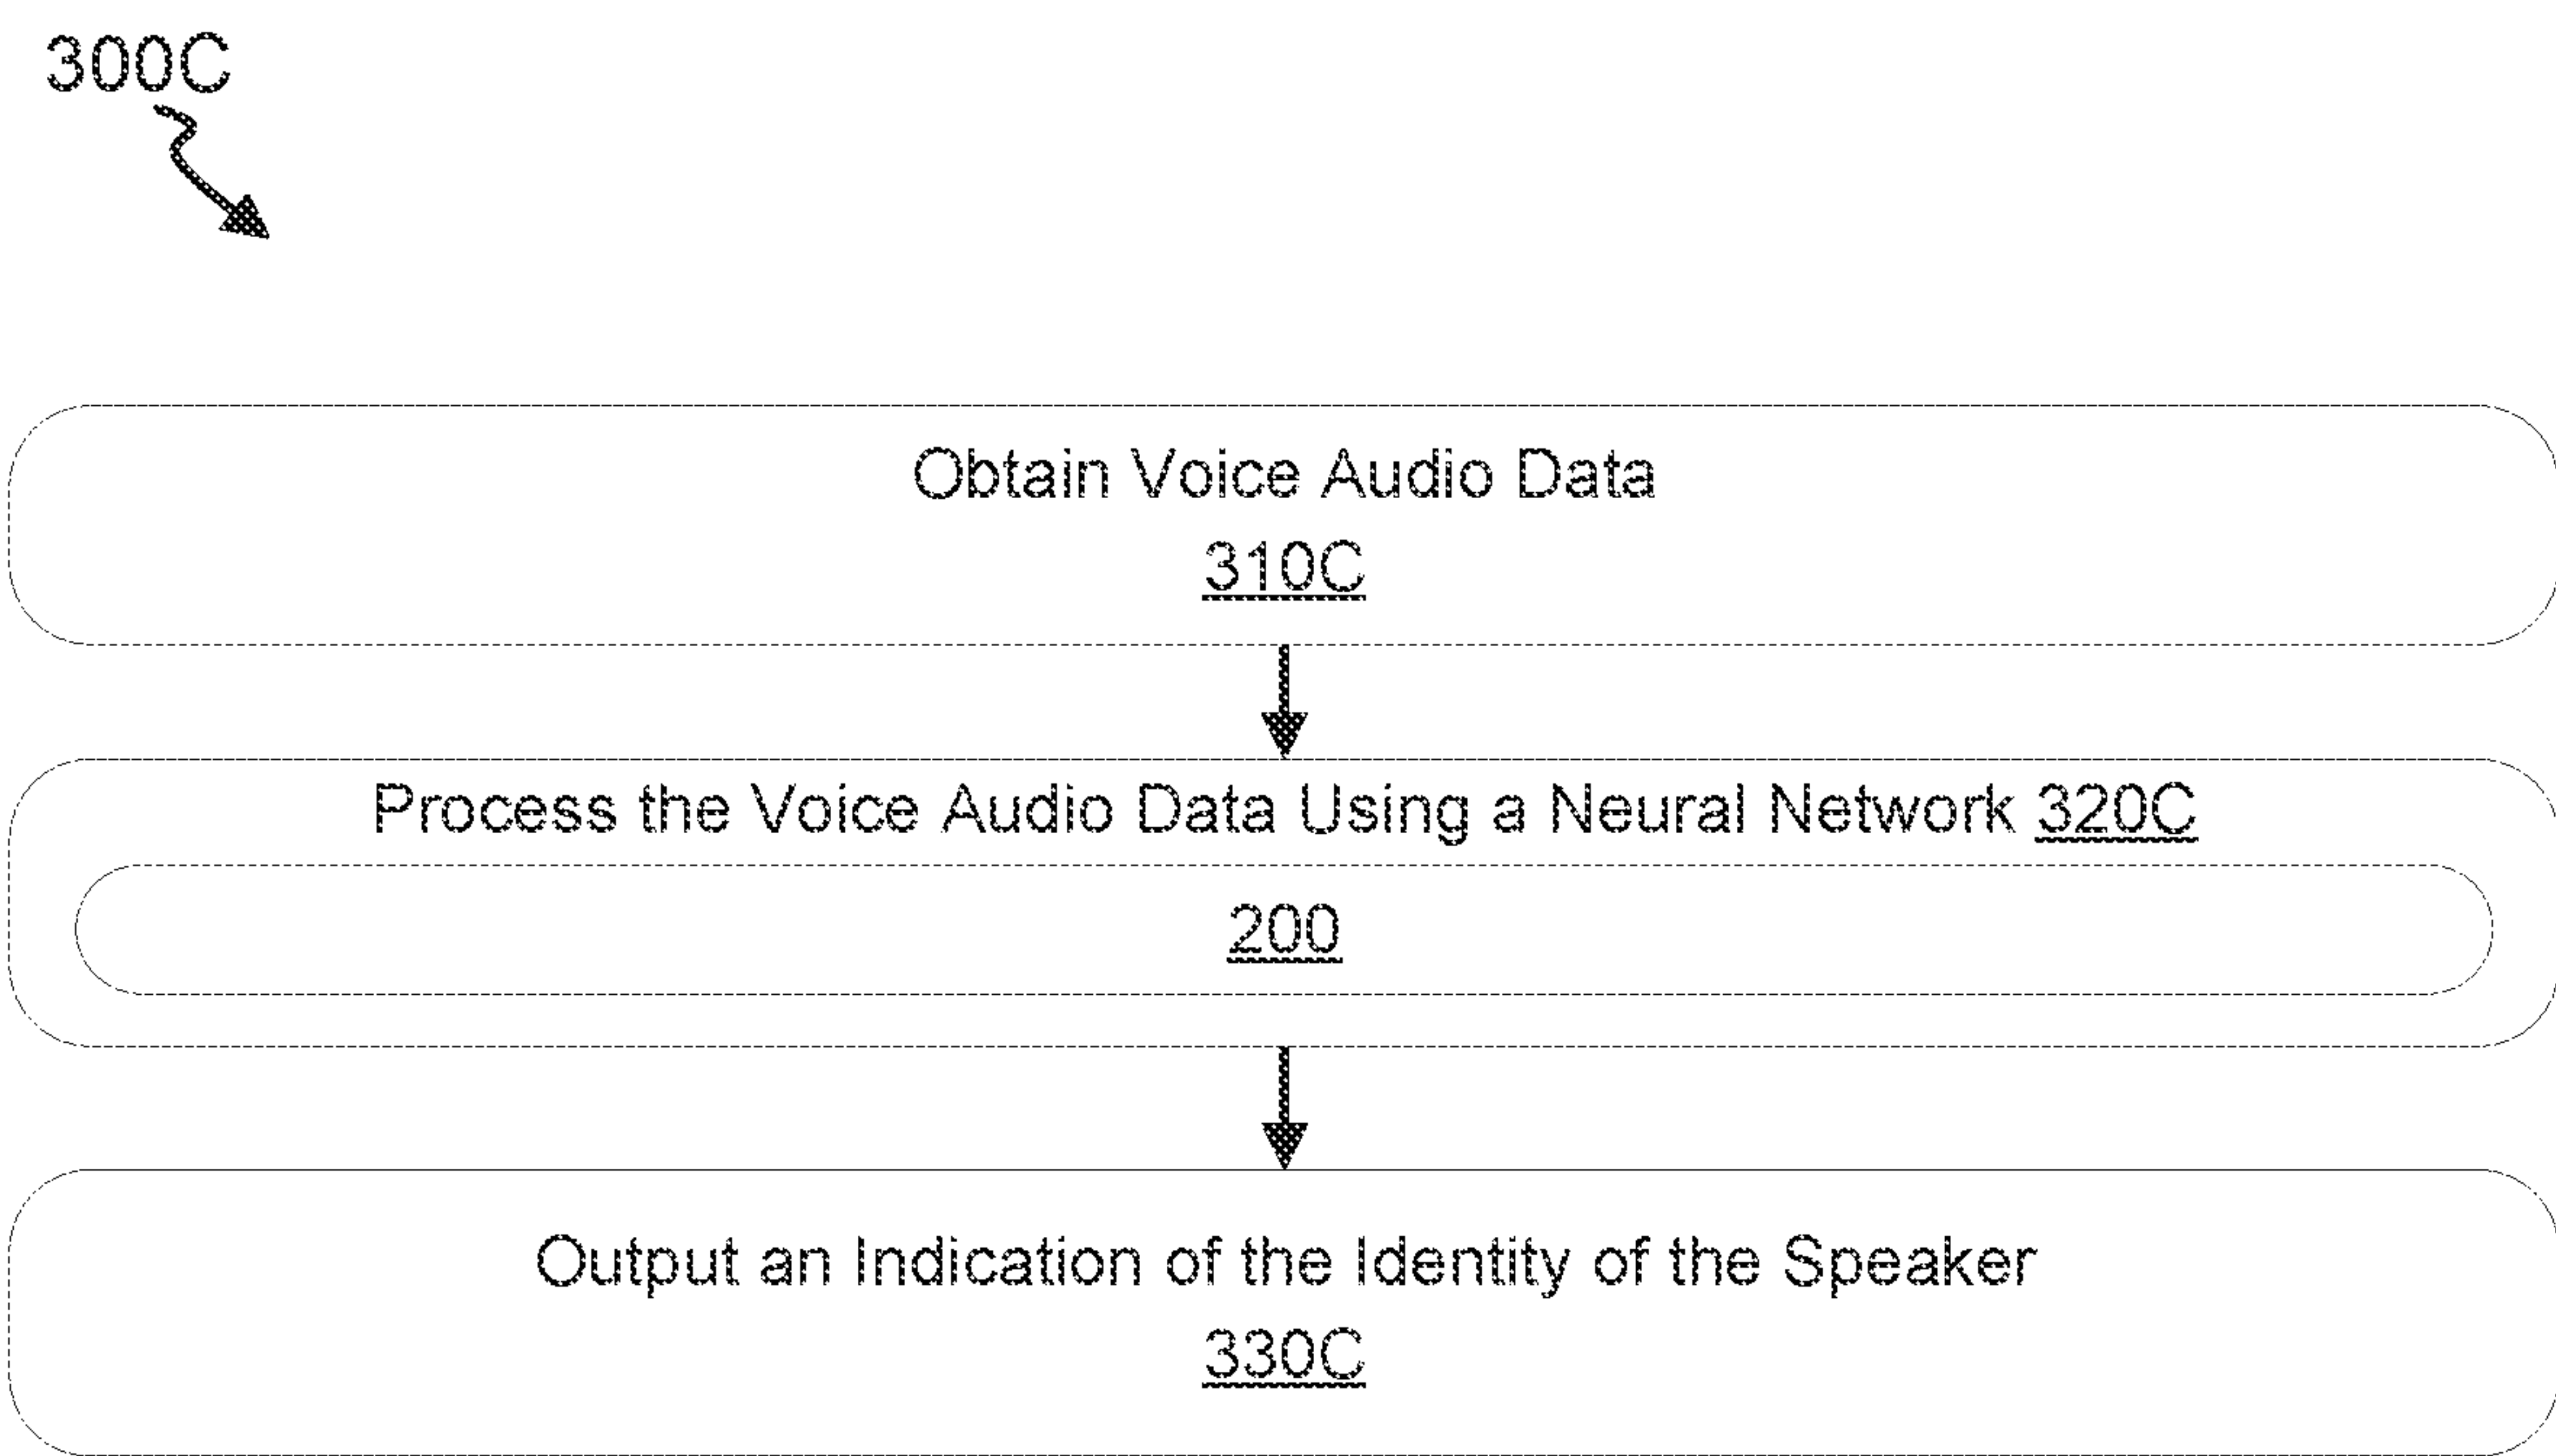 300C
Obtain Voice Audio Data
310C
Process the Voice Audio Data Using a Neural Network 320C
200
Output an Indication of the Identity of the Speaker
330C